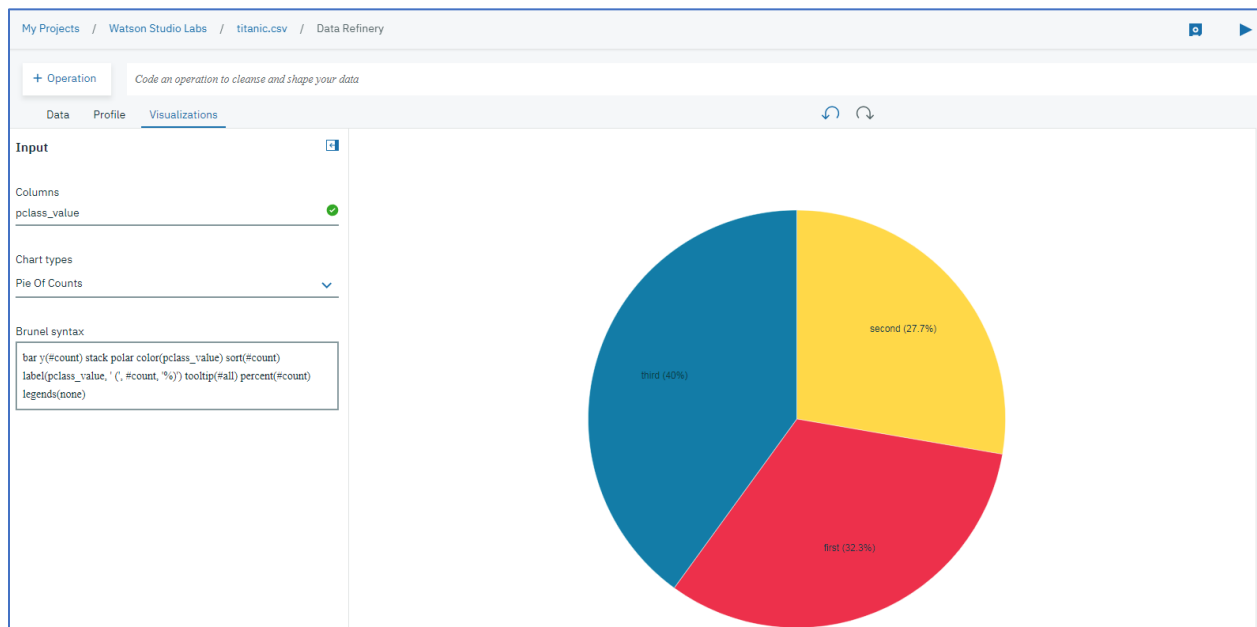 My Projects / Watson Studio Labs / titanic.csv / Data Refinery
+ Operation Code an operation to cleanse and shape your data
Data Profile Visualizations
Input
Columns
pclass_value
Chart types
Pie Of Counts
Brunel syntax
bar y(#count) stack polar color(pclass_value) sort(#count)
label(pclass_value, ' (', #count, '%)') tooltip(#all) percent(#count)
legends(none)
second (27.7%)
third (40%)
first (32.3%)